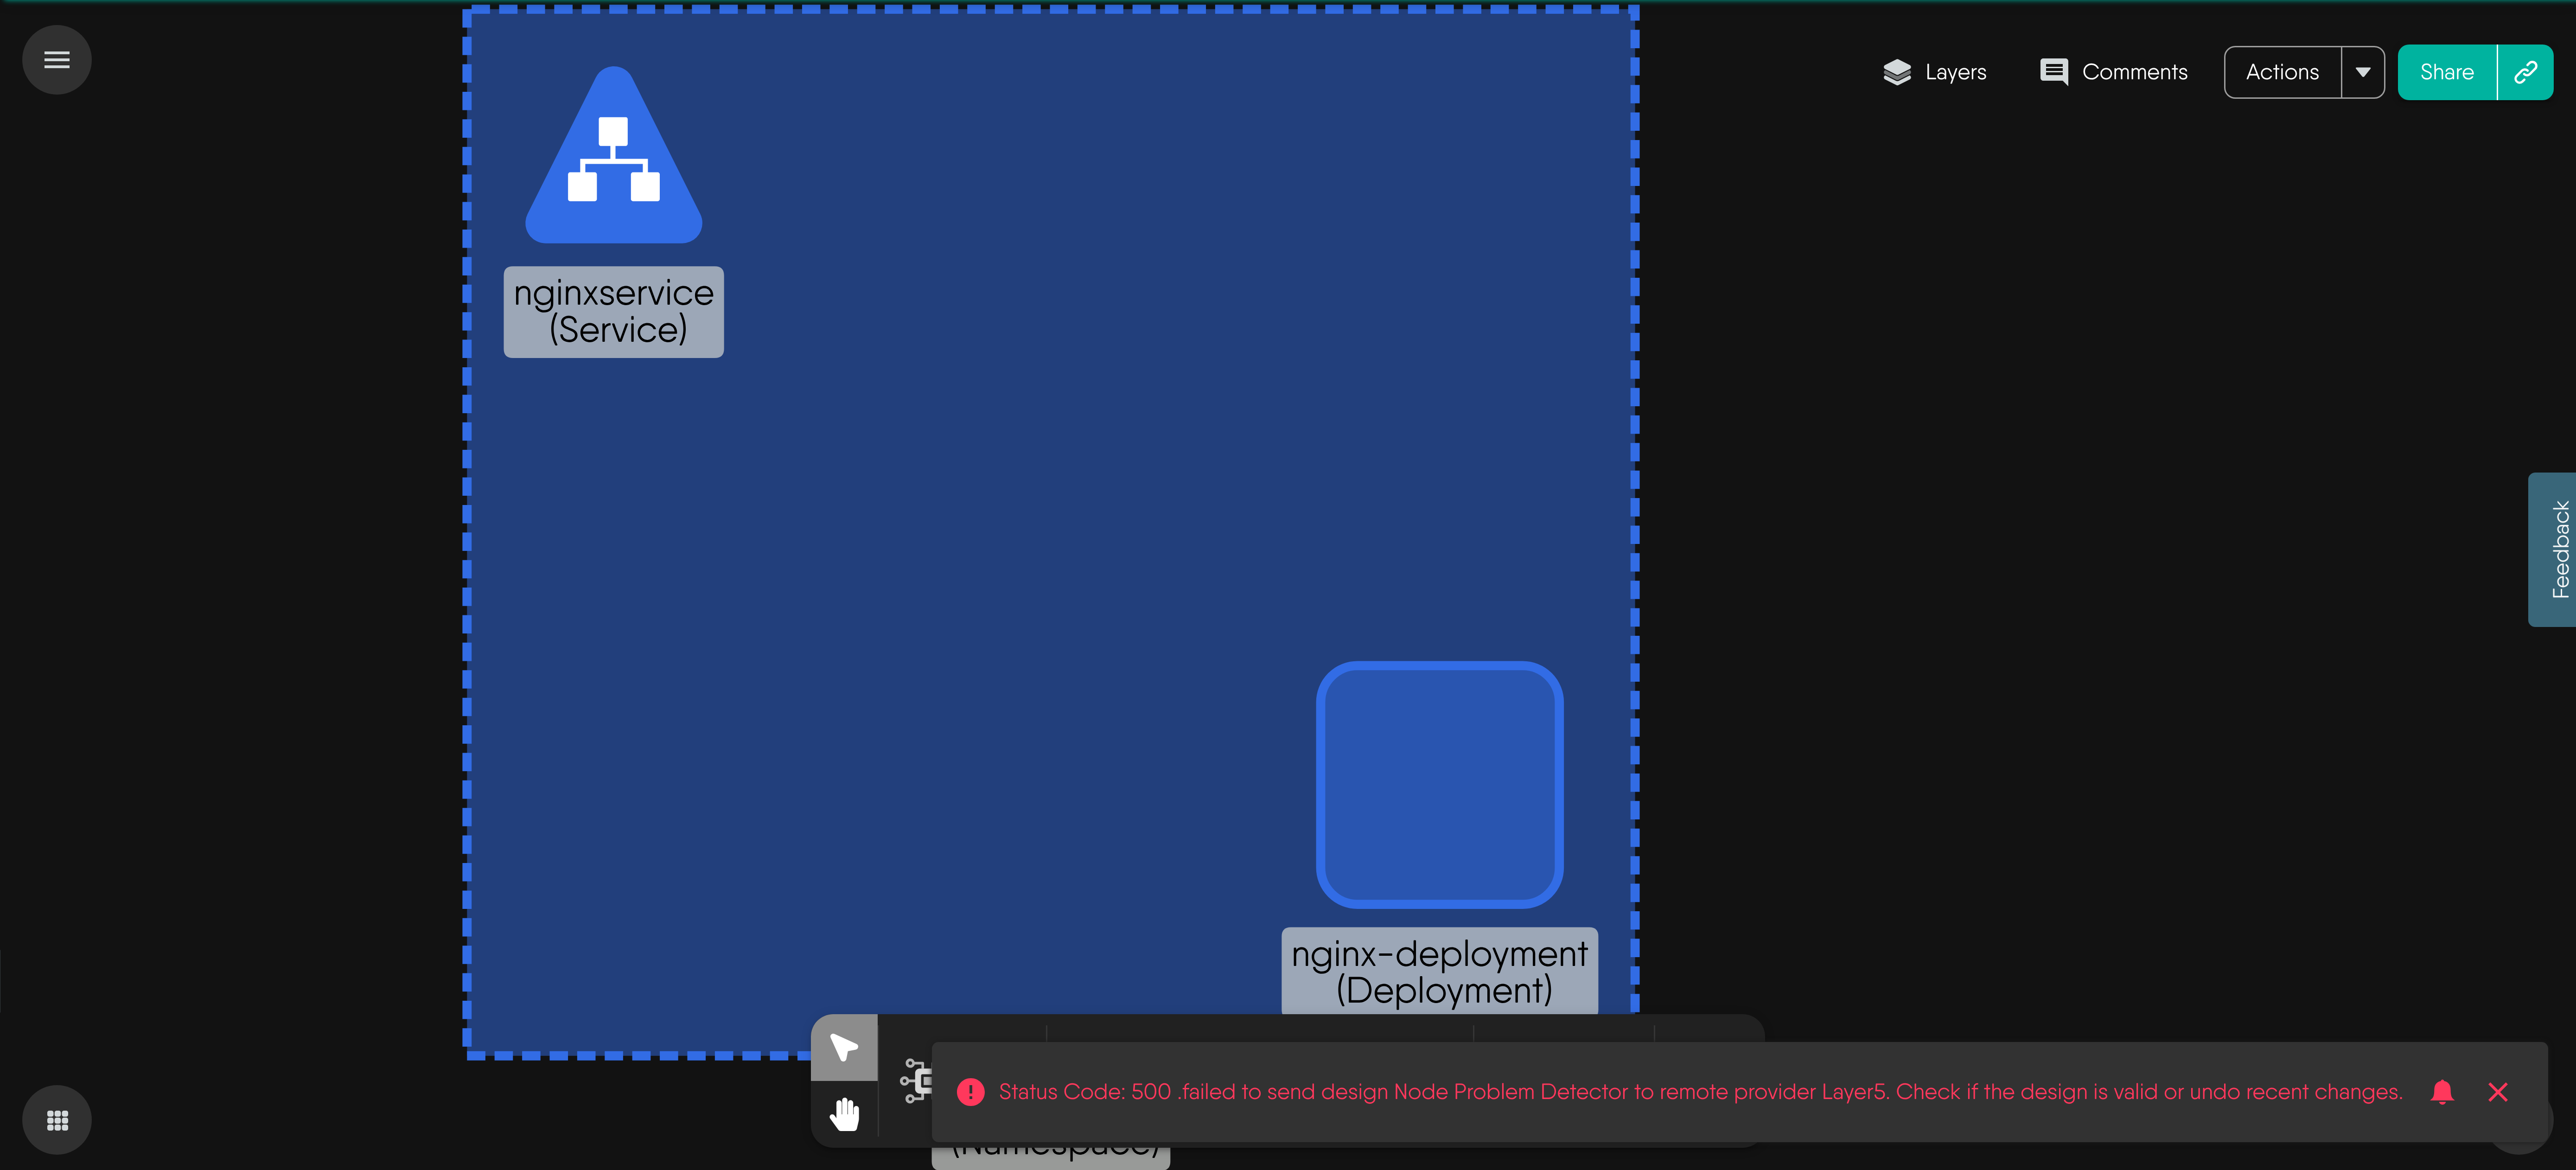 Layers
Comments
Actions
Share
nginxservice
(Service)
Feedback
nginx-deployment
(Deployment)
Status Code: 500 .failed to send design Node Problem Detector to remote provider Layer5. Check if the design is valid or undo recent changes.
(Namespace)